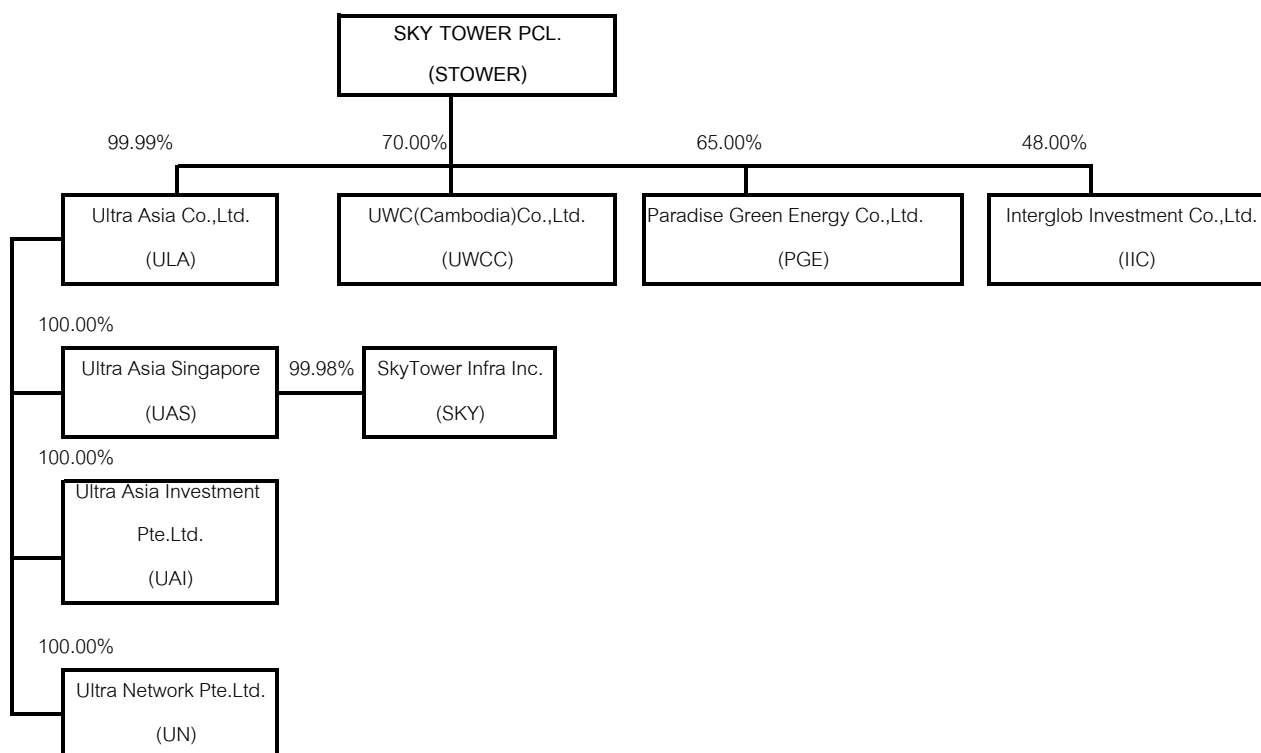 SKY TOWER PCL.
(STOWER)
99.99%
70.00%
65.00%
48.00%
Ultra Asia Co.,Ltd.
(ULA)
UWC(Cambodia)Co.,Ltd.
(UWCC)
Paradise Green Energy Co.,Ltd.
(PGE)
Interglob Investment Co.,Ltd.
(IIC)
100.00%
Ultra Asia Singapore
(UAS)
99.98%
SkyTower Infra Inc.
(SKY)
100.00%
Ultra Asia Investment
Pte.Ltd.
(UAI)
100.00%
Ultra Network Pte.Ltd.
(UN)